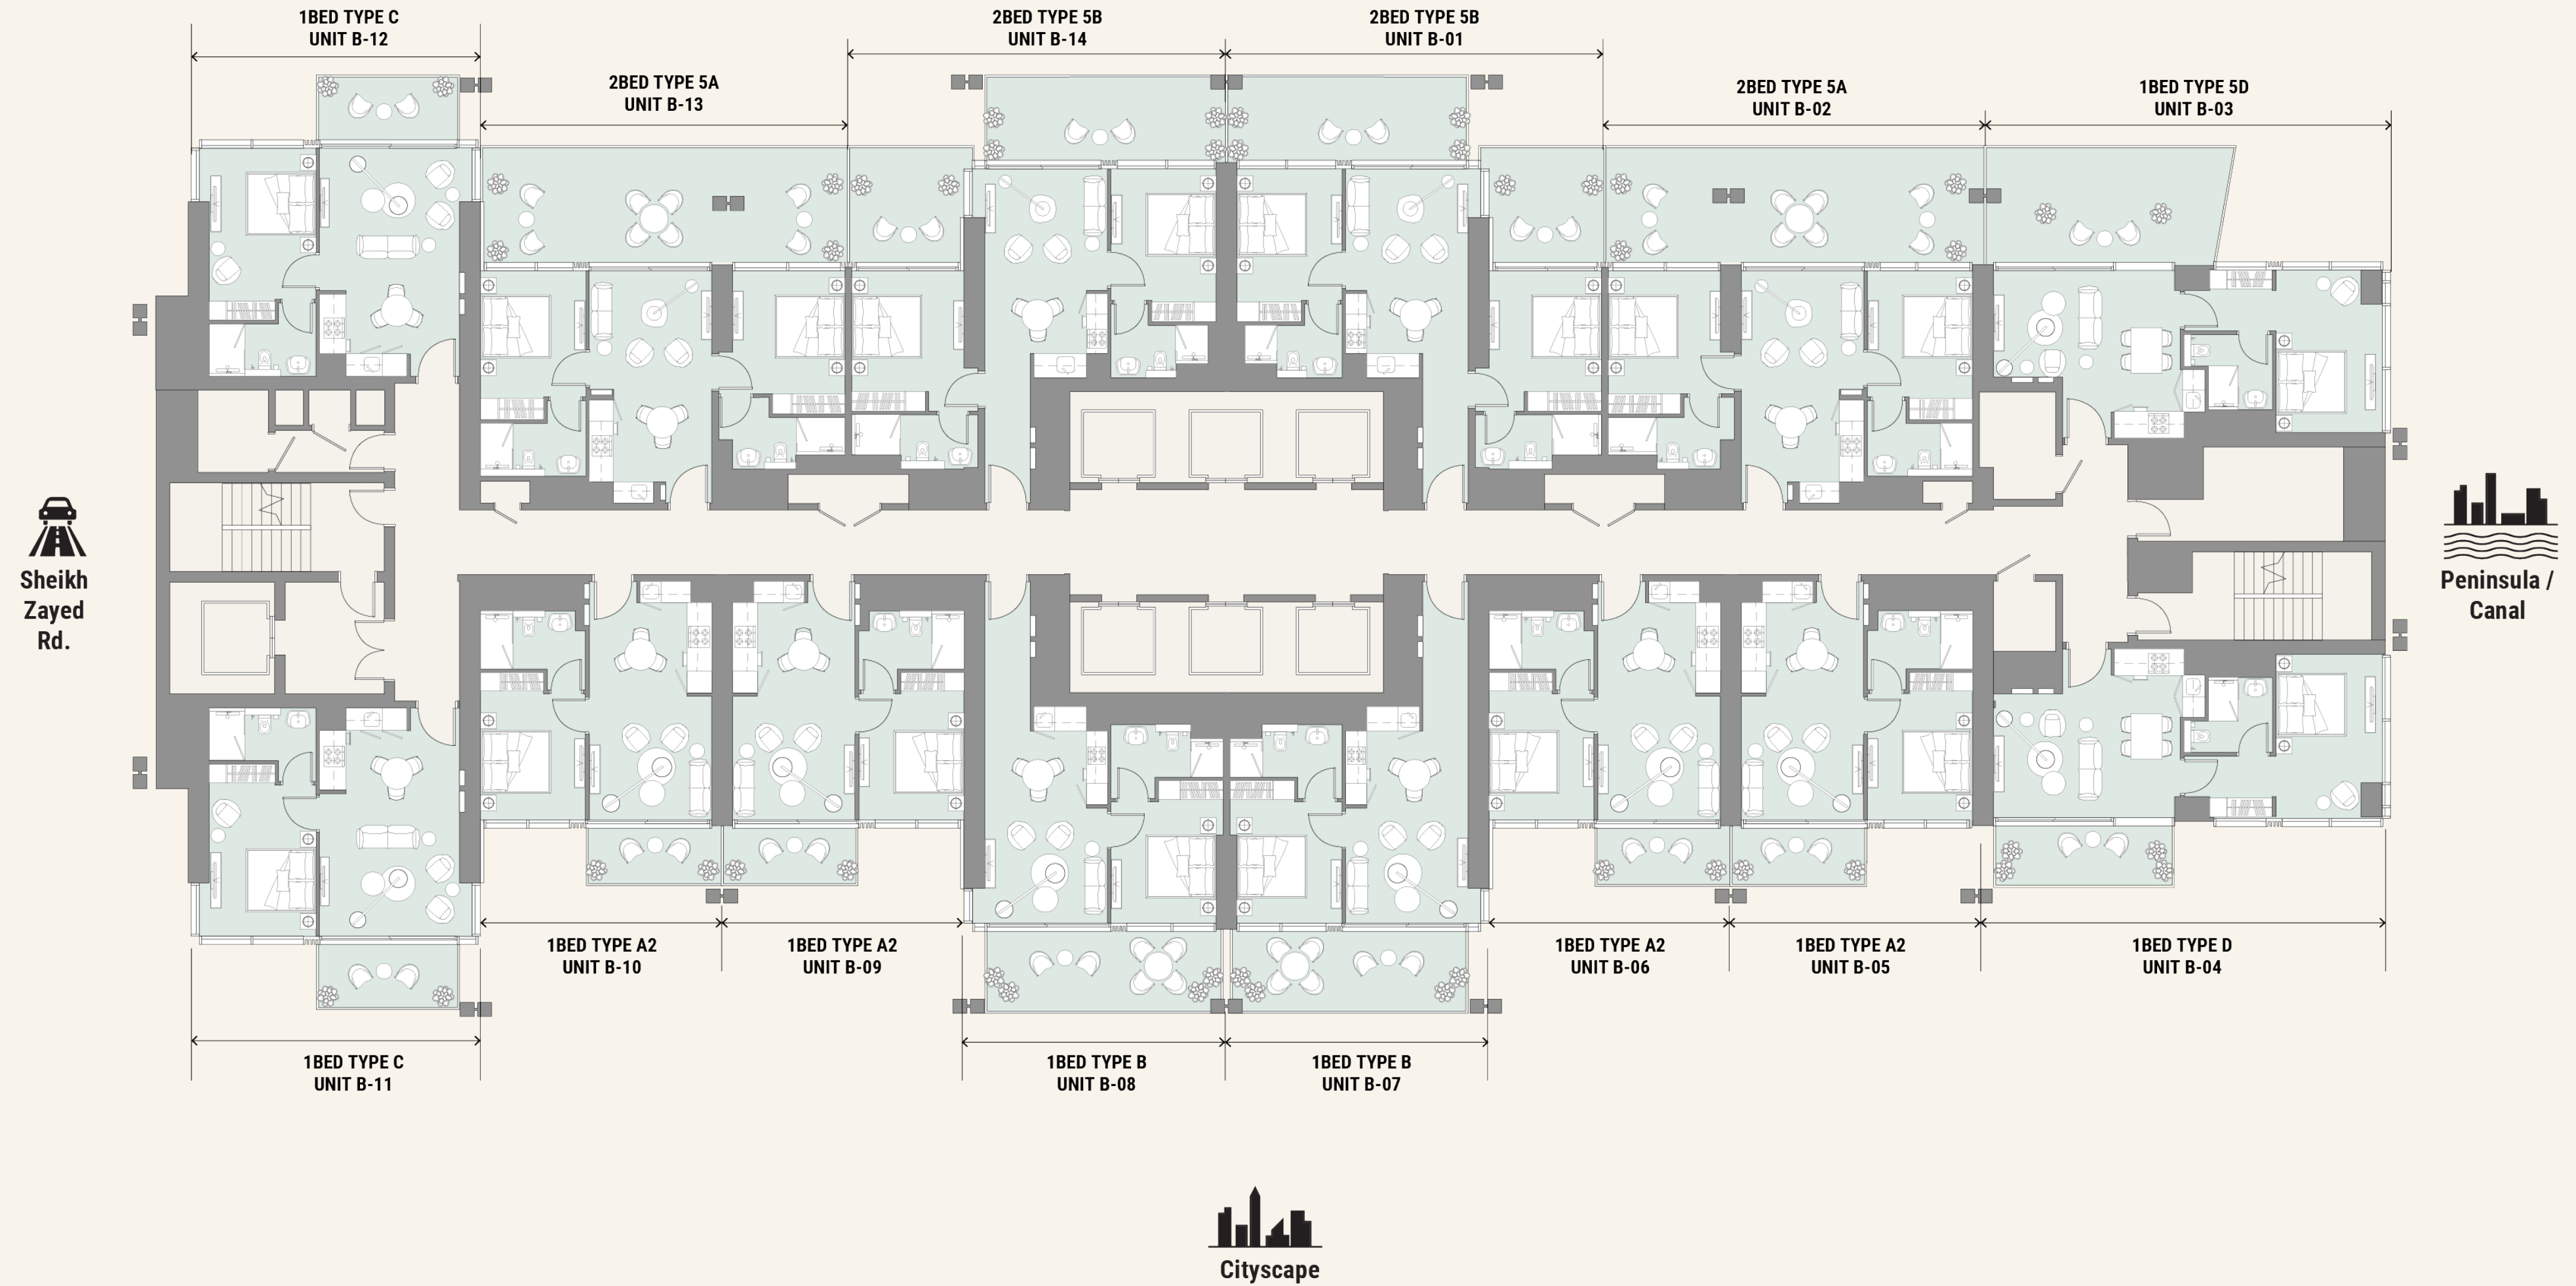 1BED TYPE C
UNIT B-12
2BED TYPE 5A
UNIT B-13
2BED TYPE 5B
UNIT B-14
2BED TYPE 5B
UNIT B-01
2BED TYPE 5A
UNIT B-02
1BED TYPE 5D
UNIT B-03
Sheikh
Zayed
Rd.
Peninsula /
Canal
1BED TYPE A2
UNIT B-10
1BED TYPE A2
UNIT B-09
1BED TYPE A2
UNIT B-06
1BED TYPE A2
UNIT B-05
1BED TYPE D
UNIT B-04
1BED TYPE C
UNIT B-11
1BED TYPE B
UNIT B-08
1BED TYPE B
UNIT B-07
Cityscape